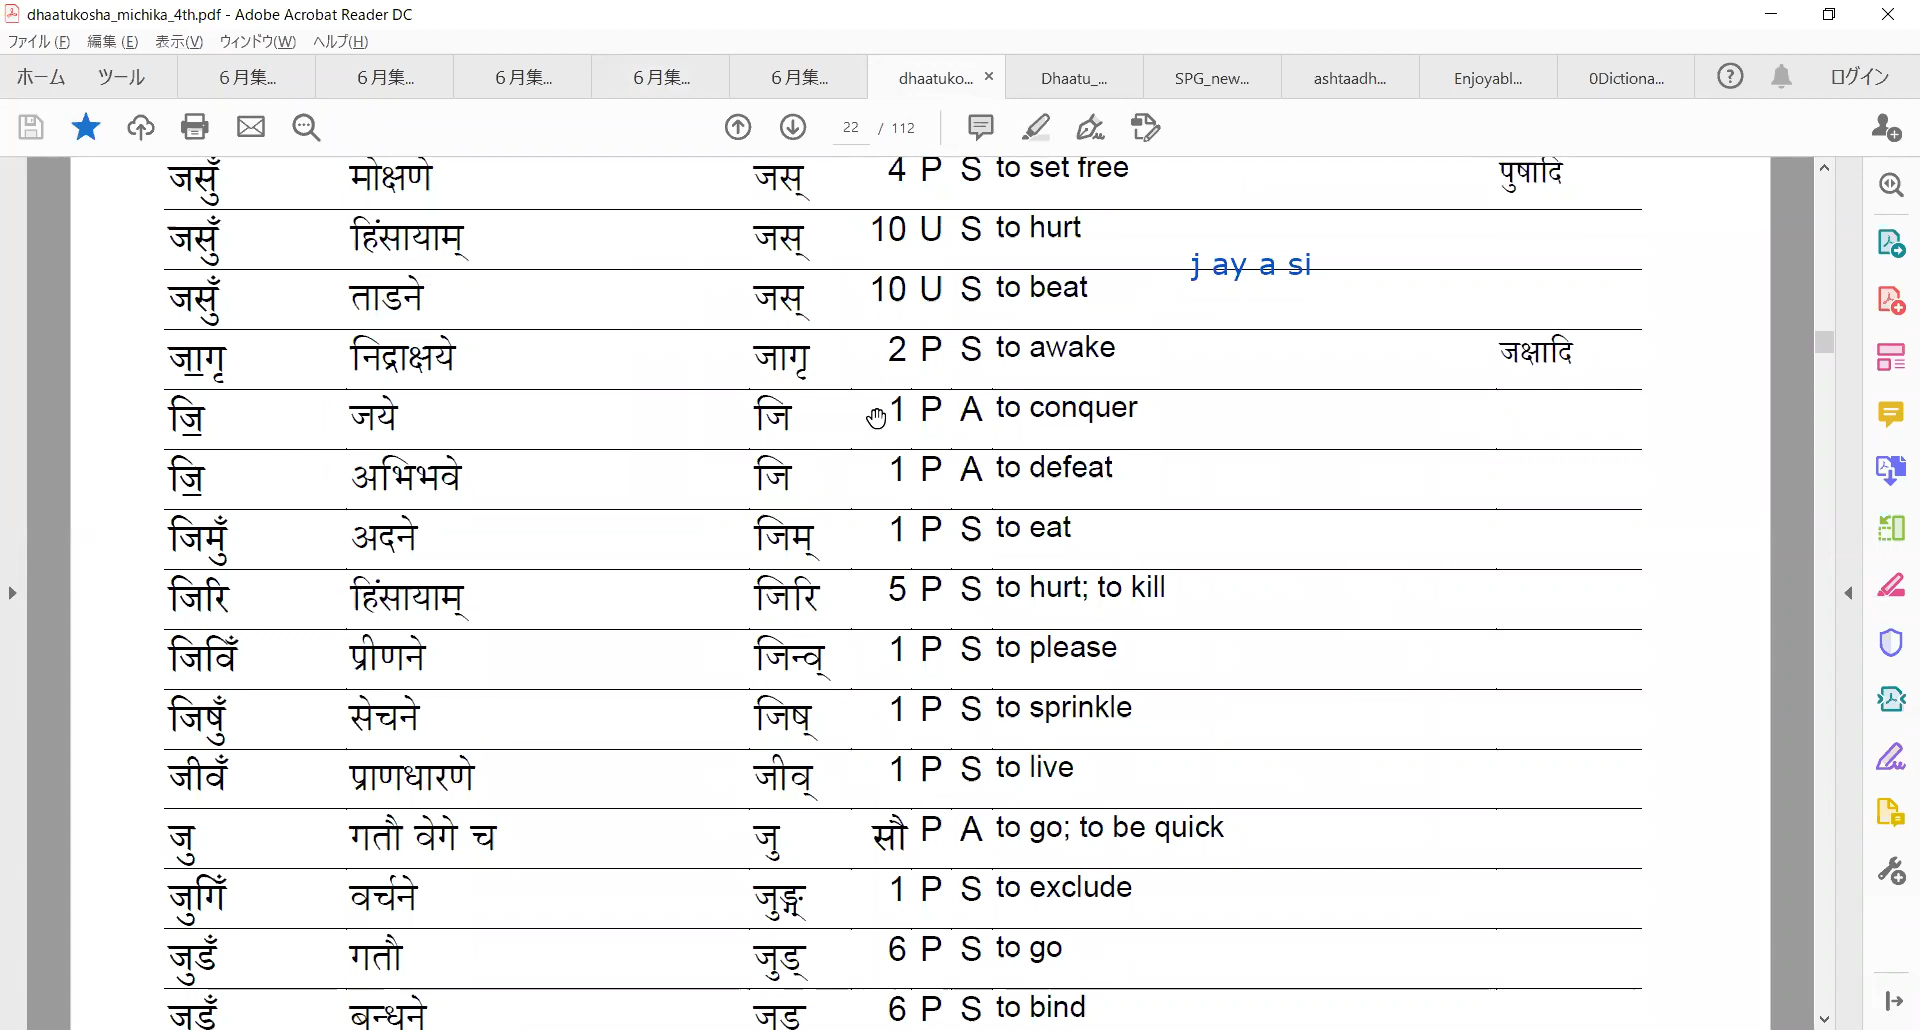 dhaatukosha_michika_4th.pdf - Adobe Acrobat Reader DC
ファイル(F) 編集(E) 表示(V) ウィンドウ(W) ヘルプ(H)
ホーム ツール 6月集... 6月集... 6月集... 6月集... 6月集... dhaatuko... × Dhaatu_... SPG_new... ashtaadh... Enjoyabl... 0Dictiona... ログイン
22 / 112
जसुँ मोक्षणे जस् 4 P S to set free पुषादि
जसुँ हिंसायाम् जस् 10 U S to hurt
j ay a si
जसुँ ताडने जस् 10 U S to beat
जागृ निद्राक्षये जागृ 2 P S to awake जक्षादि
जि जये जि 1 P A to conquer
जि अभिभवे जि 1 P A to defeat
जिमुँ अदने जिम् 1 P S to eat
जिरि हिंसायाम् जिरि 5 P S to hurt; to kill
जिविँ प्रीणने जिन्व् 1 P S to please
जिषुँ सेचने जिष् 1 P S to sprinkle
जीवँ प्राणधारणे जीव् 1 P S to live
जु गतौ वेगे च जु सौ P A to go; to be quick
जुगिँ वर्चने जुङ्ग् 1 P S to exclude
जुडँ गतौ जुड् 6 P S to go
जुडँ बन्धने जुड 6 P S to bind